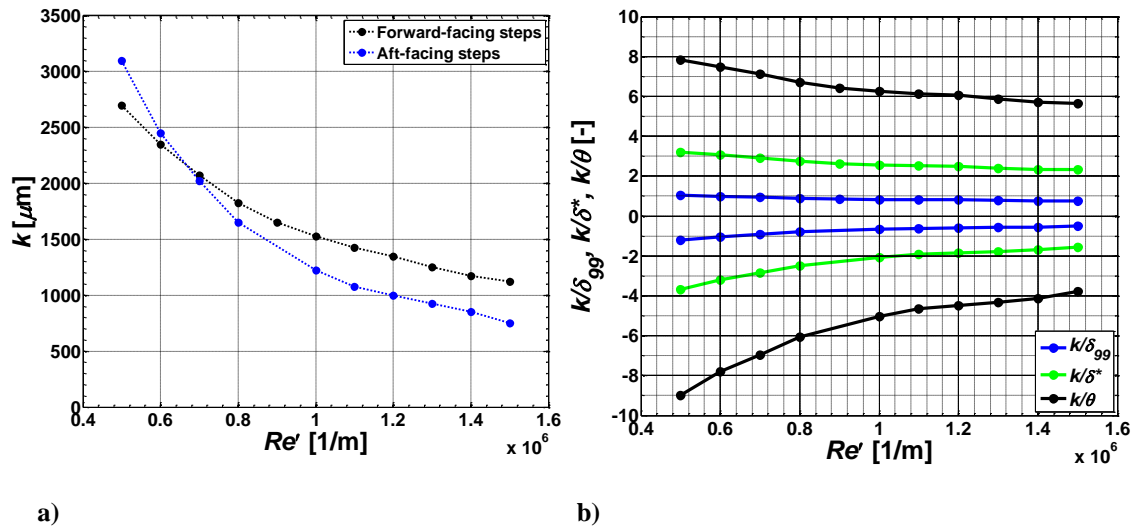 3500
3000
2500
2000
1500
1000
500
0
k [μm]
Forward-facing steps
Aft-facing steps
0.4 0.6 0.8 1 1.2 1.4 1.6
Re' [1/m]
x 10⁶
a)
10
8
6
4
2
0
-2
-4
-6
-8
-10
k/δ₉₉, k/δ*, k/θ [-]
k/δ₉₉
k/δ*
k/θ
0.4 0.6 0.8 1 1.2 1.4 1.6
Re' [1/m]
x 10⁶
b)